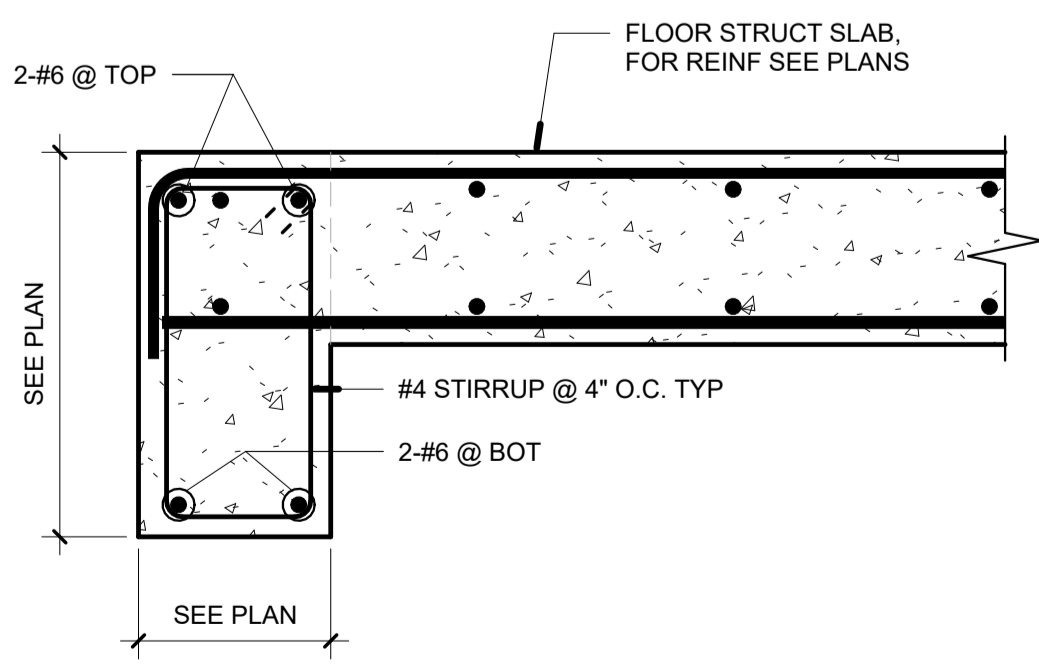 FLOOR STRUCT SLAB,
FOR REINF SEE PLANS
2-#6 @ TOP
SEE PLAN
#4 STIRRUP @ 4" O.C. TYP
2-#6 @ BOT
SEE PLAN